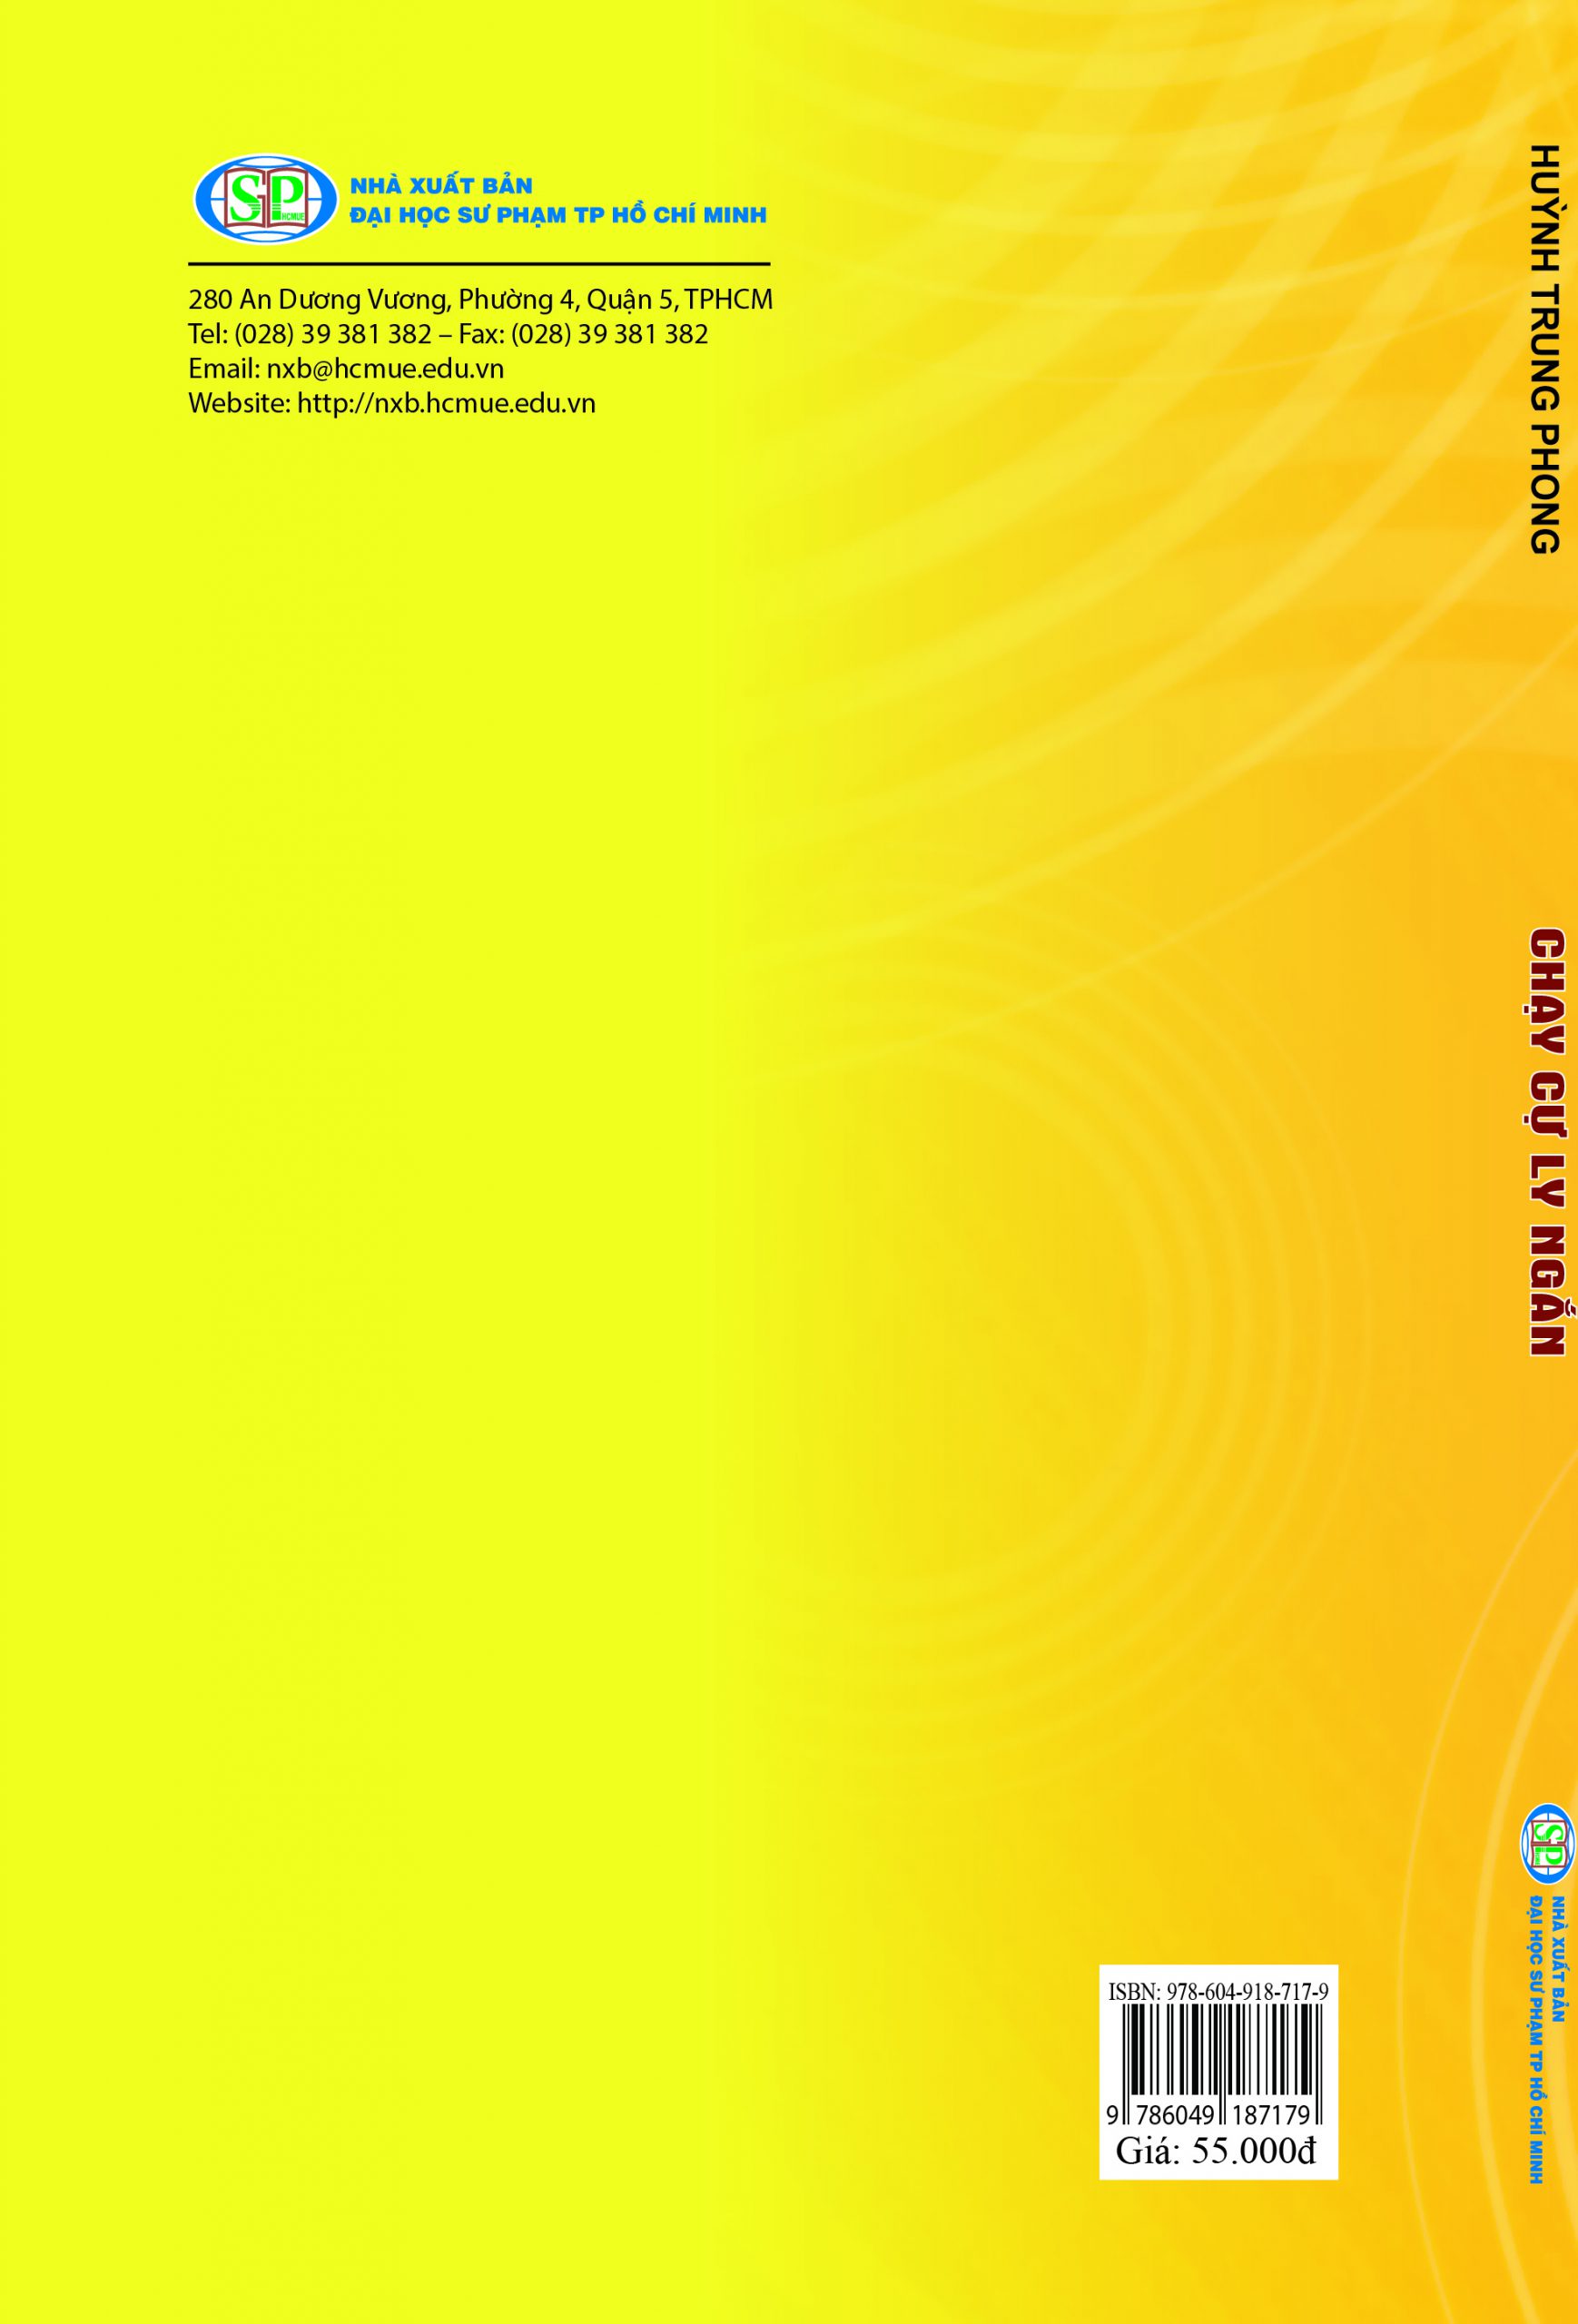 SP
HCMUE
NHÀ XUẤT BẢN
ĐẠI HỌC SƯ PHẠM TP HỒ CHÍ MINH
280 An Dương Vương, Phường 4, Quận 5, TPHCM
Tel: (028) 39 381 382 – Fax: (028) 39 381 382
Email: nxb@hcmue.edu.vn
Website: http://nxb.hcmue.edu.vn
HUỲNH TRUNG PHONG
CHẠY CỰ LY NGẮN
SP
NHÀ XUẤT BẢN
ĐẠI HỌC SƯ PHẠM TP HỒ CHÍ MINH
ISBN: 978-604-918-717-9
9 786049 187179
Giá: 55.000đ